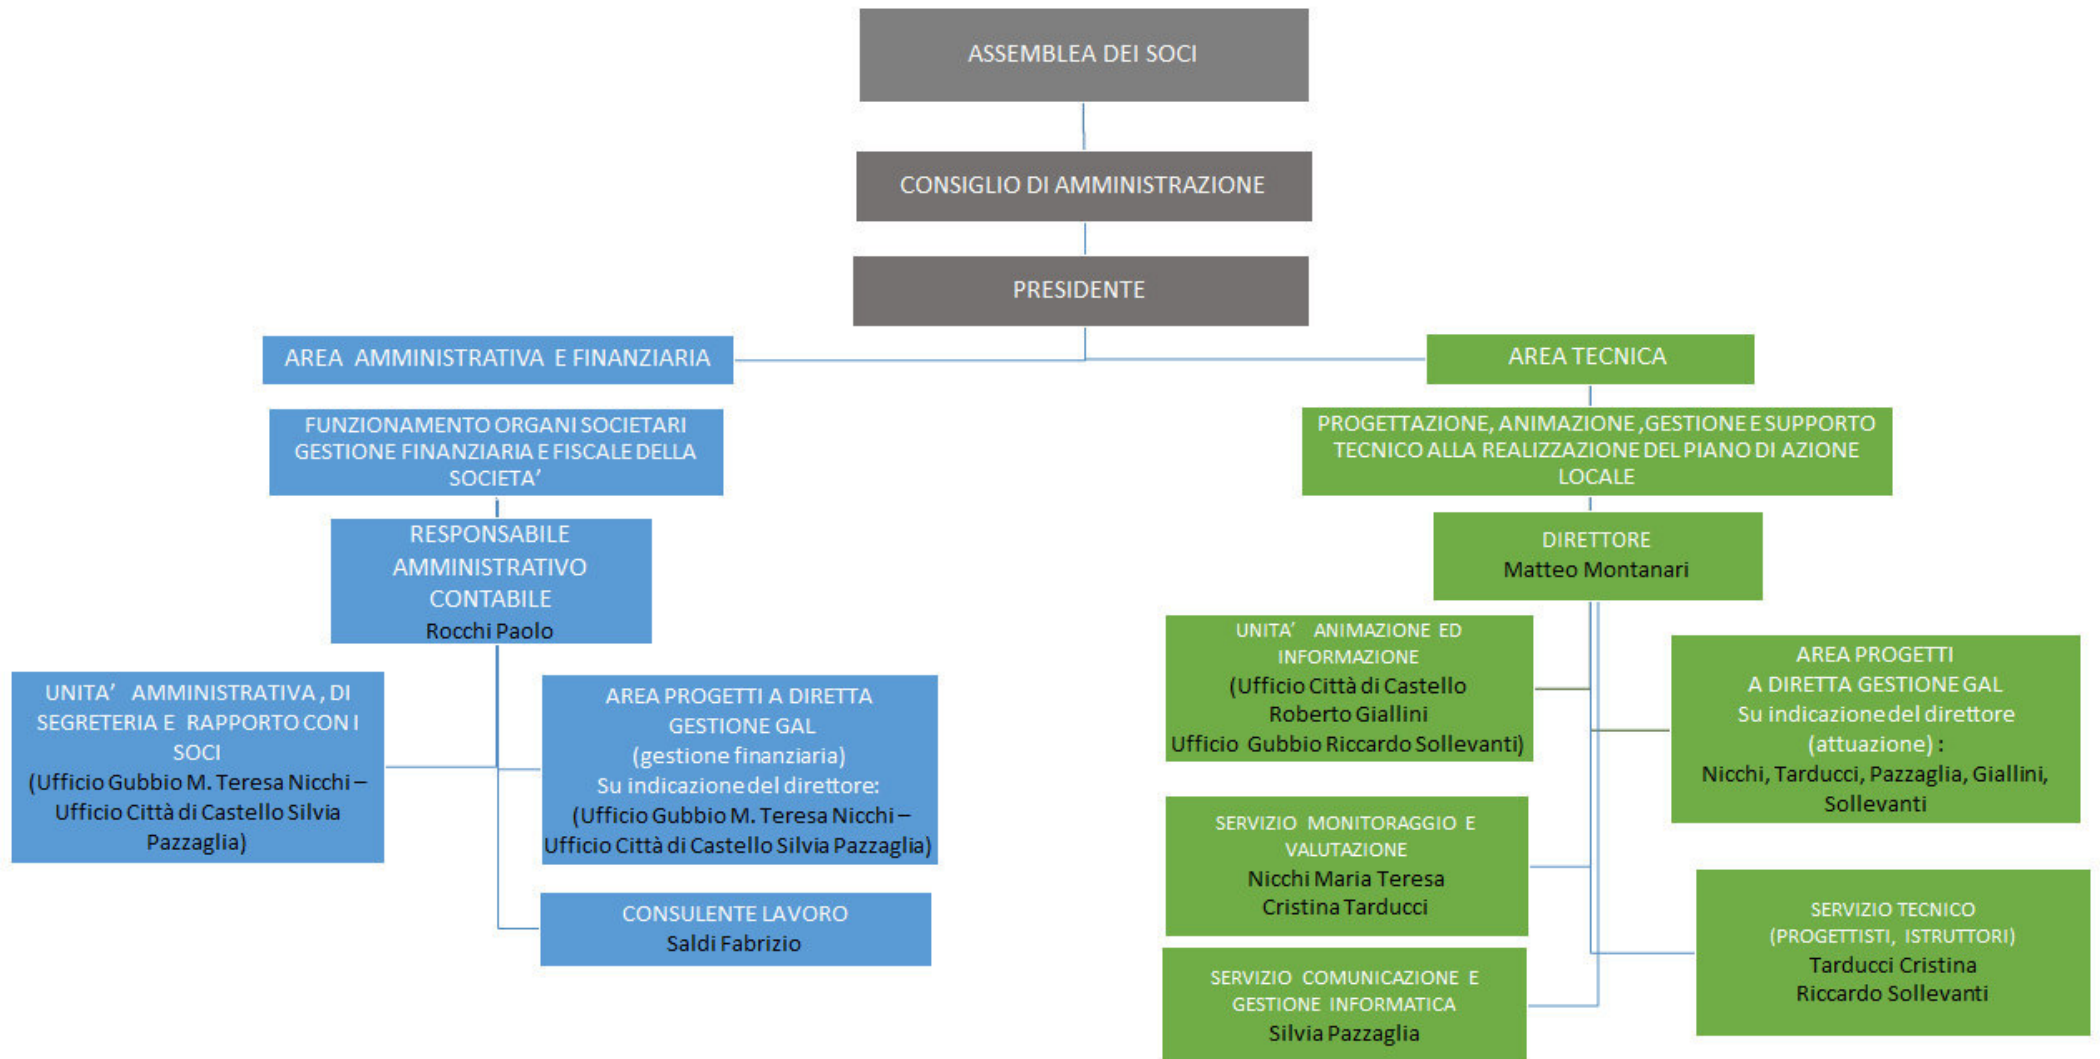 ASSEMBLEA DEI SOCI
CONSIGLIO DI AMMINISTRAZIONE
PRESIDENTE
AREA AMMINISTRATIVA E FINANZIARIA
FUNZIONAMENTO ORGANI SOCIETARI
GESTIONE FINANZIARIA E FISCALE DELLA
SOCIETA’
RESPONSABILE
AMMINISTRATIVO
CONTABILE
Rocchi Paolo
UNITA’ AMMINISTRATIVA , DI
SEGRETERIA E RAPPORTO CON I
SOCI
(Ufficio Gubbio M. Teresa Nicchi –
Ufficio Città di Castello Silvia
Pazzaglia)
AREA PROGETTI A DIRETTA
GESTIONE GAL
(gestione finanziaria)
Su indicazione del direttore:
(Ufficio Gubbio M. Teresa Nicchi –
Ufficio Città di Castello Silvia Pazzaglia)
CONSULENTE LAVORO
Saldi Fabrizio
AREA TECNICA
PROGETTAZIONE, ANIMAZIONE ,GESTIONE E SUPPORTO
TECNICO ALLA REALIZZAZIONE DEL PIANO DI AZIONE
LOCALE
DIRETTORE
Matteo Montanari
UNITA’ ANIMAZIONE ED
INFORMAZIONE
(Ufficio Città di Castello
Roberto Giallini
Ufficio Gubbio Riccardo Sollevanti)
AREA PROGETTI
A DIRETTA GESTIONE GAL
Su indicazione del direttore
(attuazione) :
Nicchi, Tarducci, Pazzaglia, Giallini,
Sollevanti
SERVIZIO MONITORAGGIO E
VALUTAZIONE
Nicchi Maria Teresa
Cristina Tarducci
SERVIZIO TECNICO
(PROGETTISTI, ISTRUTTORI)
Tarducci Cristina
Riccardo Sollevanti
SERVIZIO COMUNICAZIONE E
GESTIONE INFORMATICA
Silvia Pazzaglia